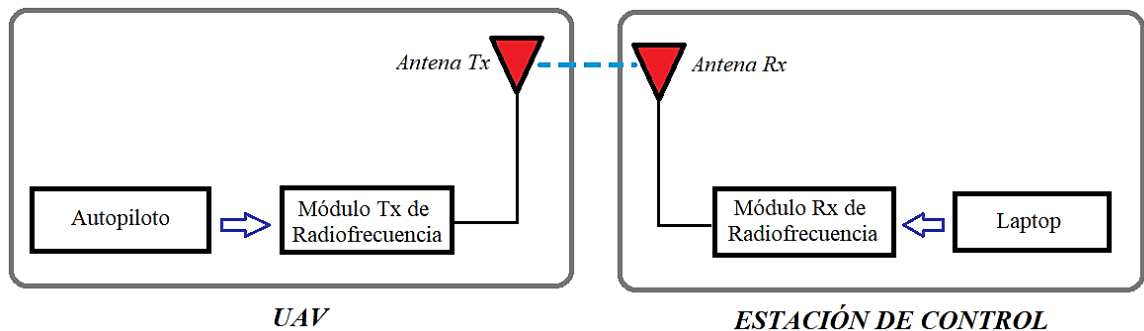 Antena Tx
Antena Rx
Autopiloto
Módulo Tx de
Radiofrecuencia
Módulo Rx de
Radiofrecuencia
Laptop
UAV
ESTACIÓN DE CONTROL